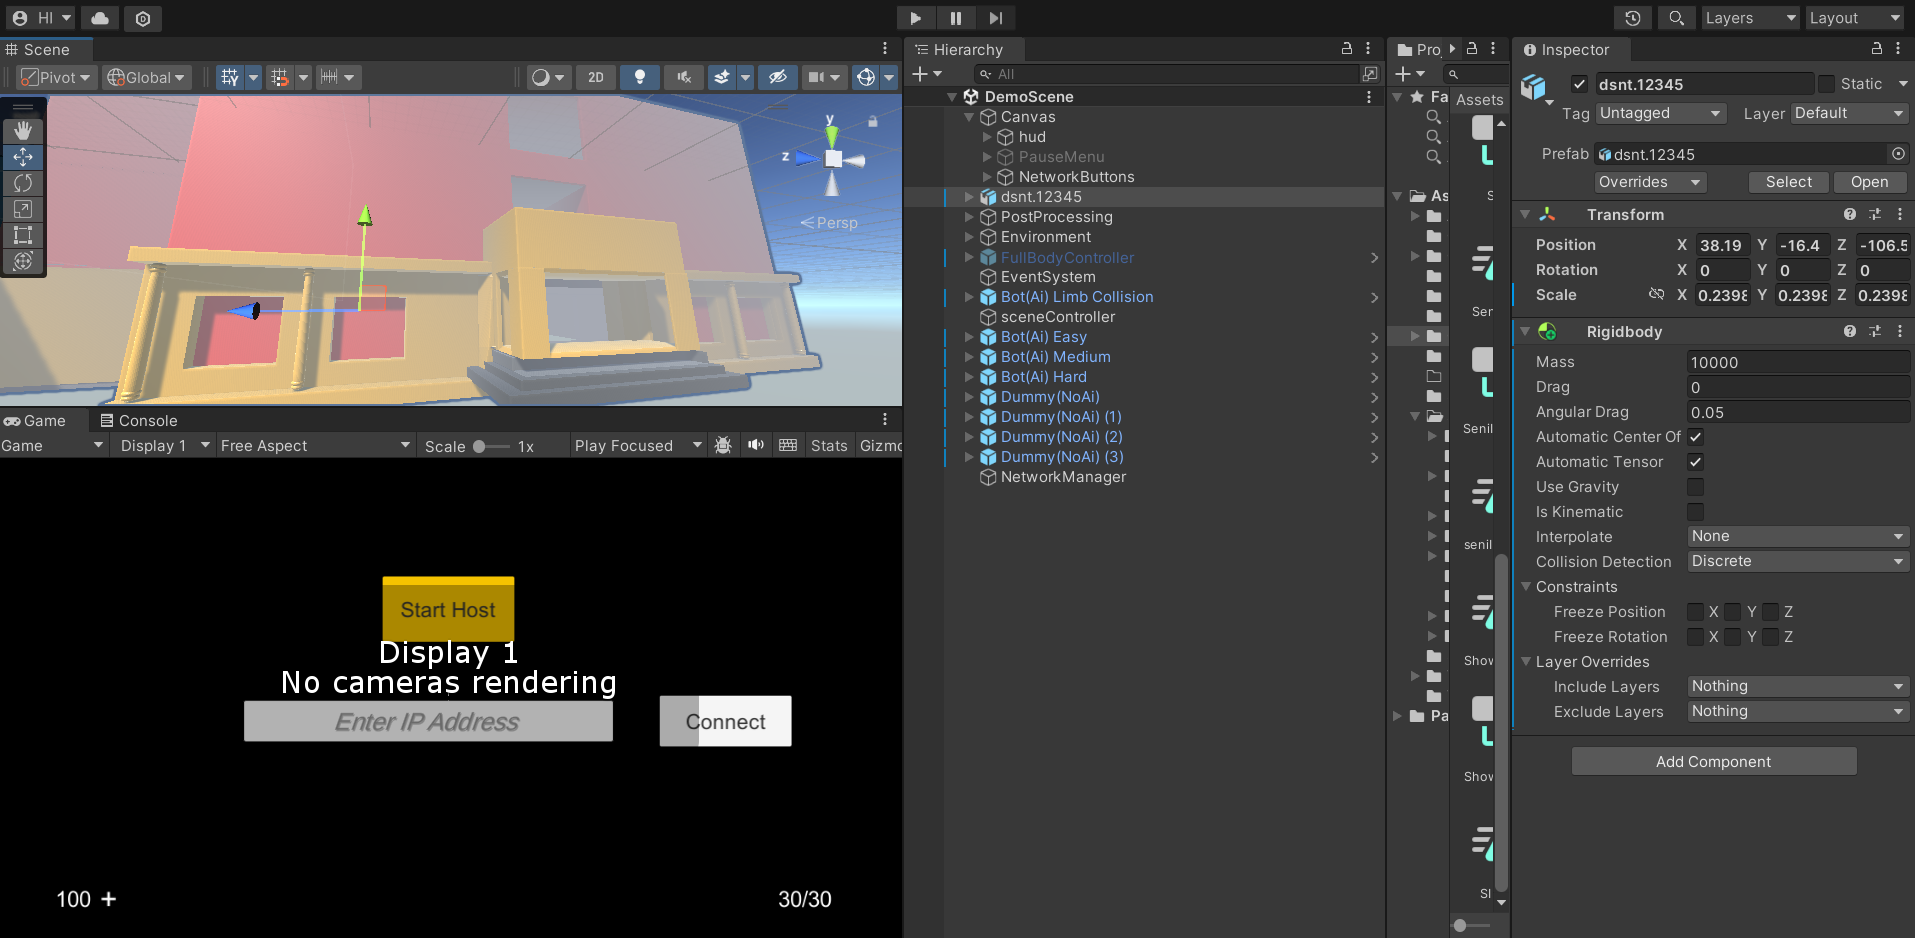 HI
Layers
Layout
Scene
Pivot
Global
2D
y
z
Persp
Game
Console
Game
Display 1
Free Aspect
Scale
1x
Play Focused
Stats
Gizmo
Start Host
Display 1
No cameras rendering
Enter IP Address
Connect
100 +
30/30
Hierarchy
All
DemoScene
Canvas
hud
PauseMenu
NetworkButtons
dsnt.12345
PostProcessing
Environment
FullBodyController
EventSystem
Bot(Ai) Limb Collision
sceneController
Bot(Ai) Easy
Bot(Ai) Medium
Bot(Ai) Hard
Dummy(NoAi)
Dummy(NoAi) (1)
Dummy(NoAi) (2)
Dummy(NoAi) (3)
NetworkManager
Pro
Fa
As
Pa
Assets
S
Ser
Senil
senil
Shov
Shov
Sl
Inspector
dsnt.12345
Static
Tag
Untagged
Layer
Default
Prefab
dsnt.12345
Overrides
Select
Open
Transform
Position X 38.19 Y -16.4 Z -106.5
Rotation X 0 Y 0 Z 0
Scale X 0.2398 Y 0.2398 Z 0.2398
Rigidbody
Mass 10000
Drag 0
Angular Drag 0.05
Automatic Center Of
Automatic Tensor
Use Gravity
Is Kinematic
Interpolate None
Collision Detection Discrete
Constraints
Freeze Position X Y Z
Freeze Rotation X Y Z
Layer Overrides
Include Layers Nothing
Exclude Layers Nothing
Add Component